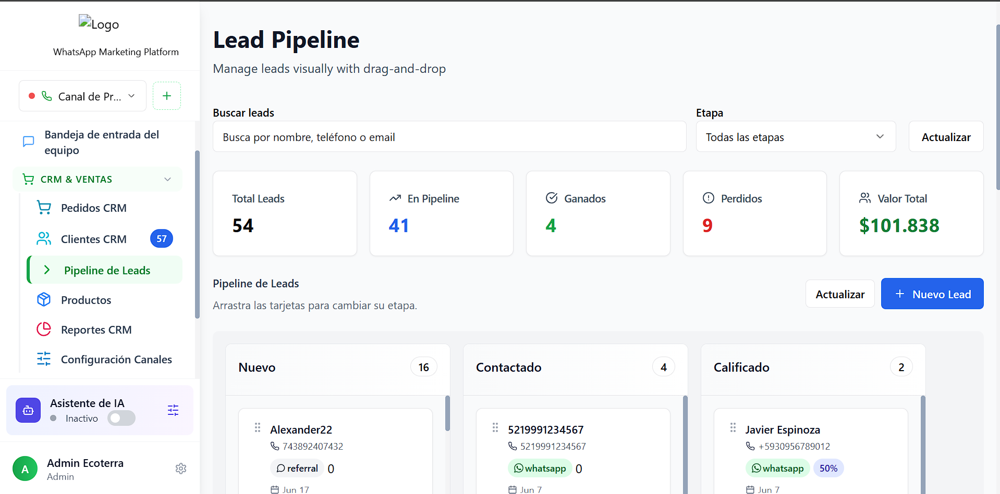 Logo
WhatsApp Marketing Platform
Canal de Pr...
Bandeja de entrada del
equipo
CRM & VENTAS
Pedidos CRM
Clientes CRM 57
Pipeline de Leads
Productos
Reportes CRM
Configuración Canales
Asistente de IA
Inactivo
A
Admin Ecoterra
Admin
Lead Pipeline
Manage leads visually with drag-and-drop
Buscar leads
Busca por nombre, teléfono o email
Etapa
Todas las etapas
Actualizar
Total Leads
54
En Pipeline
41
Ganados
4
Perdidos
9
Valor Total
$101.838
Pipeline de Leads
Arrastra las tarjetas para cambiar su etapa.
Actualizar
+ Nuevo Lead
Nuevo 16
Alexander22
743892407432
referral 0
Jun 17
Contactado 4
5219991234567
5219991234567
whatsapp 0
Jun 7
Calificado 2
Javier Espinoza
+5930956789012
whatsapp 50%
Jun 7